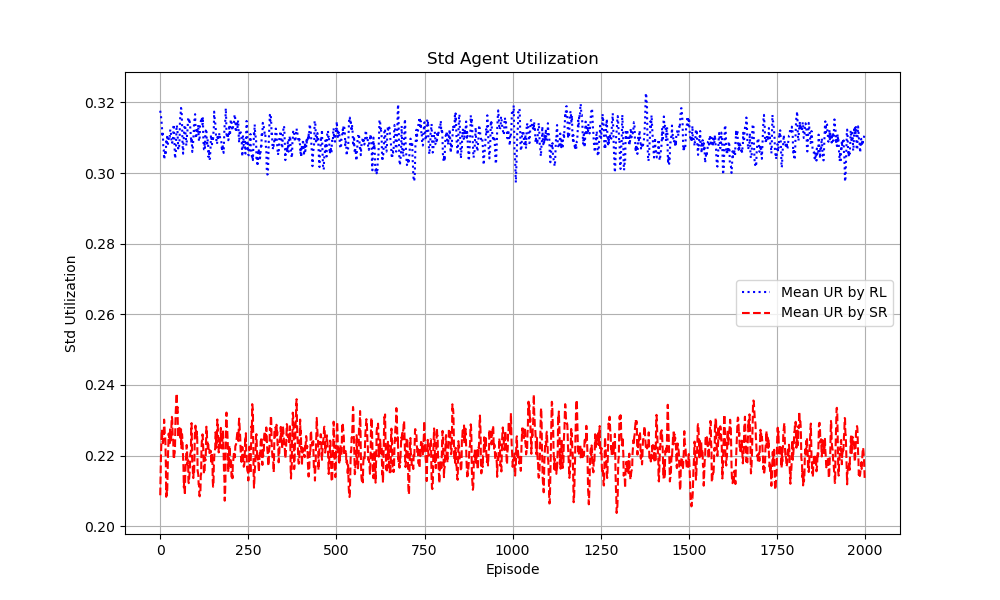 Std Agent Utilization
0.32
0.30
0.28
0.26
0.24
0.22
0.20
Std Utilization
Mean UR by RL
Mean UR by SR
0 250 500 750 1000 1250 1500 1750 2000
Episode